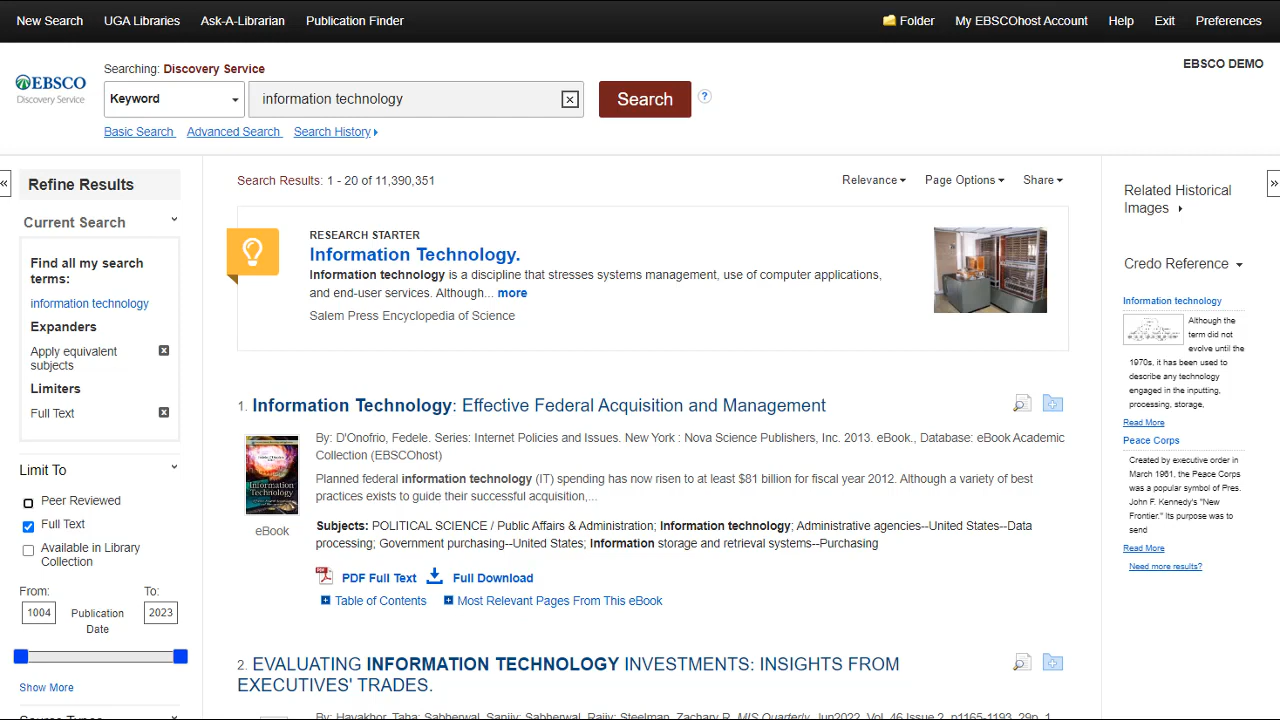 New Search UGA Libraries Ask-A-Librarian Publication Finder Folder My EBSCOhost Account Help Exit Preferences
EBSCO
Discovery Service
Searching: Discovery Service
EBSCO DEMO
Keyword information technology Search ?
Basic Search Advanced Search Search History
Refine Results
Current Search
Find all my search
terms:
information technology
Expanders
Apply equivalent
subjects
Limiters
Full Text
Limit To
Peer Reviewed
Full Text
Available in Library
Collection
From: To:
1004 Publication 2023
Date
Show More
Search Results: 1 - 20 of 11,390,351
Relevance Page Options Share
RESEARCH STARTER
Information Technology.
Information technology is a discipline that stresses systems management, use of computer applications,
and end-user services. Although... more
Salem Press Encyclopedia of Science
1. Information Technology: Effective Federal Acquisition and Management
Information
Technology
eBook
By: D'Onofrio, Fedele. Series: Internet Policies and Issues. New York : Nova Science Publishers, Inc. 2013. eBook., Database: eBook Academic
Collection (EBSCOhost)
Planned federal information technology (IT) spending has now risen to at least $81 billion for fiscal year 2012. Although a variety of best
practices exists to guide their successful acquisition,...
Subjects: POLITICAL SCIENCE / Public Affairs & Administration; Information technology; Administrative agencies--United States--Data
processing; Government purchasing--United States; Information storage and retrieval systems--Purchasing
PDF Full Text Full Download
Table of Contents Most Relevant Pages From This eBook
2. EVALUATING INFORMATION TECHNOLOGY INVESTMENTS: INSIGHTS FROM
EXECUTIVES' TRADES.
By: Havakhor, Taha; Sabherwal, Sanjiv; Sabherwal, Rajiv; Steelman, Zachary R. MIS Quarterly. Jun2022, Vol. 46 Issue 2, p1165-1193. 29p. 1
Related Historical
Images
Credo Reference
Information technology
Although the
term did not
evolve until the
1970s, it has been used to
describe any technology
engaged in the inputting,
processing, storage,
Read More
Peace Corps
Created by executive order in
March 1961, the Peace Corps
was a popular symbol of Pres.
John F. Kennedy's "New
Frontier." Its purpose was to
send
Read More
Need more results?